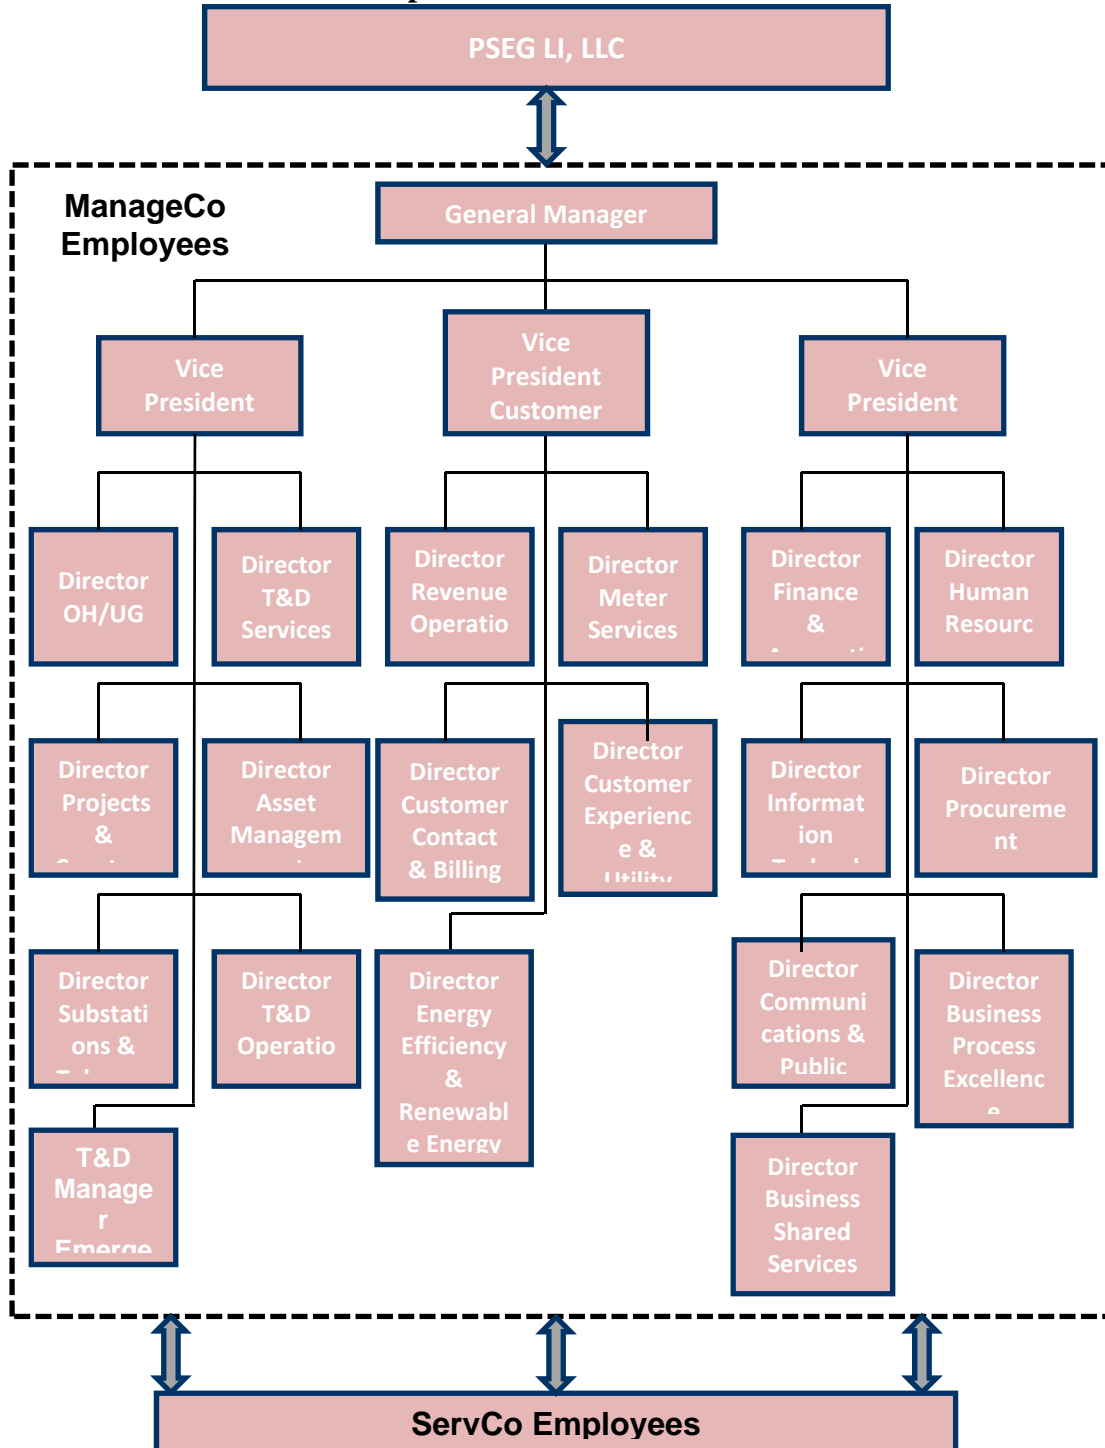 PSEG LI, LLC
ManageCo
Employees
General Manager
Vice
President
Vice
President
Customer
Vice
President
Director
OH/UG
Director
T&D
Services
Director
Revenue
Operatio
Director
Meter
Services
Director
Finance
&
Director
Human
Resourc
Director
Projects
&
Director
Asset
Managem
Director
Customer
Contact
& Billing
Director
Customer
Experienc
e &
Utility
Director
Informat
ion
Director
Procureme
nt
Director
Substati
ons &
Director
T&D
Operatio
Director
Energy
Efficiency
&
Renewabl
e Energy
Director
Communi
cations &
Public
Director
Business
Process
Excellenc
e
T&D
Manage
r
Emerge
Director
Business
Shared
Services
ServCo Employees